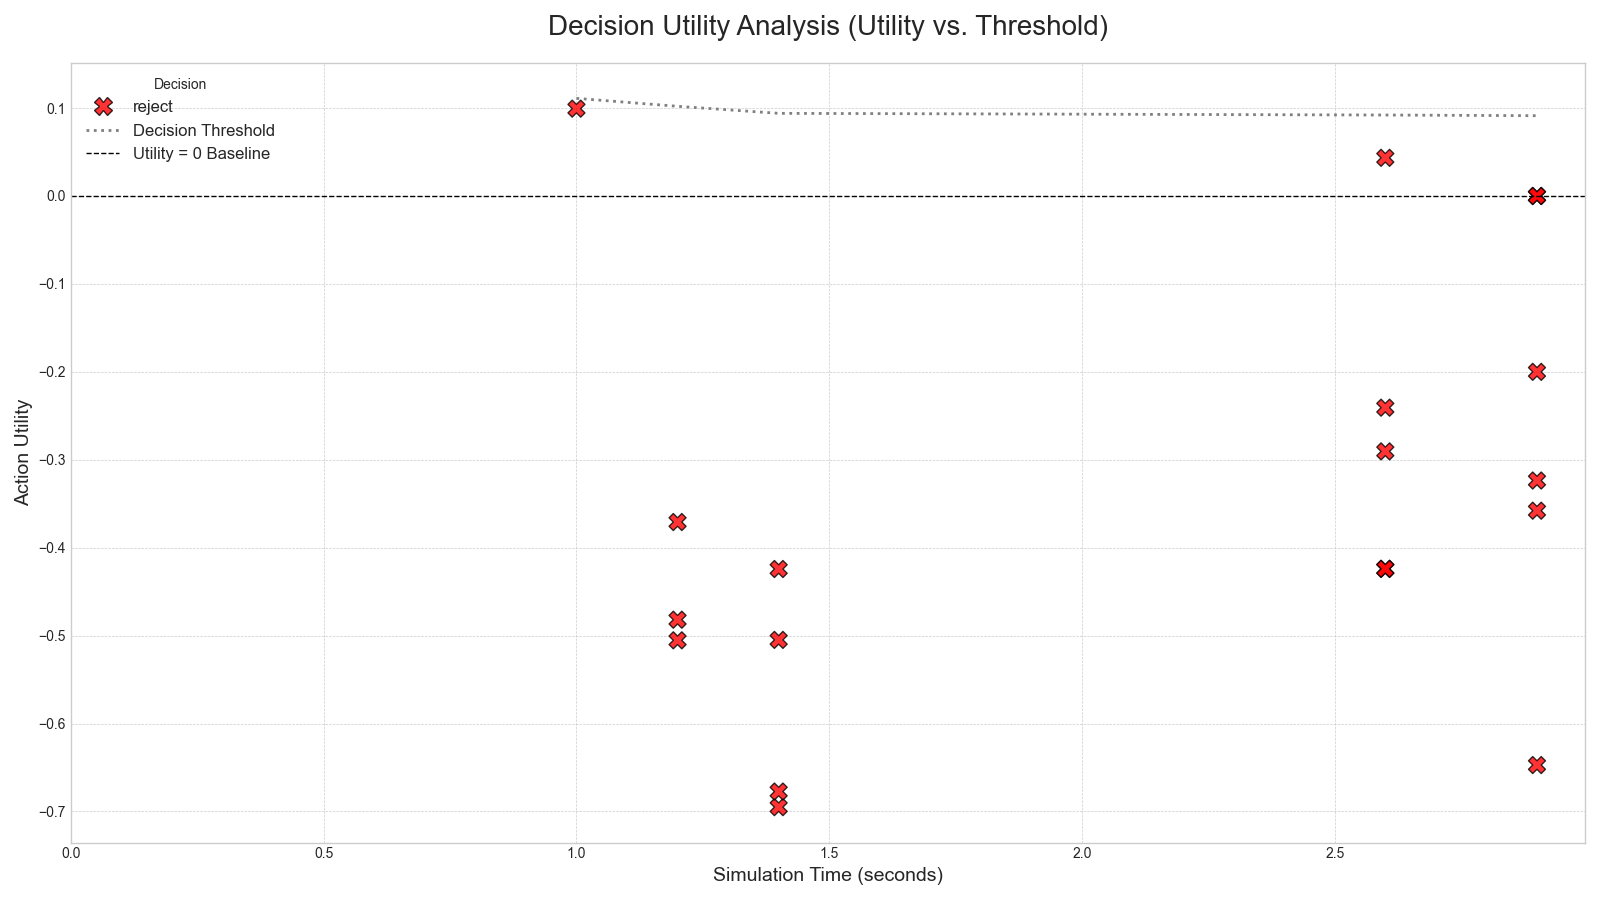 Decision Utility Analysis (Utility vs. Threshold)
Decision
reject
Decision Threshold
Utility = 0 Baseline
0.1
0.0
−0.1
−0.2
−0.3
−0.4
−0.5
−0.6
−0.7
Action Utility
0.0 0.5 1.0 1.5 2.0 2.5
Simulation Time (seconds)